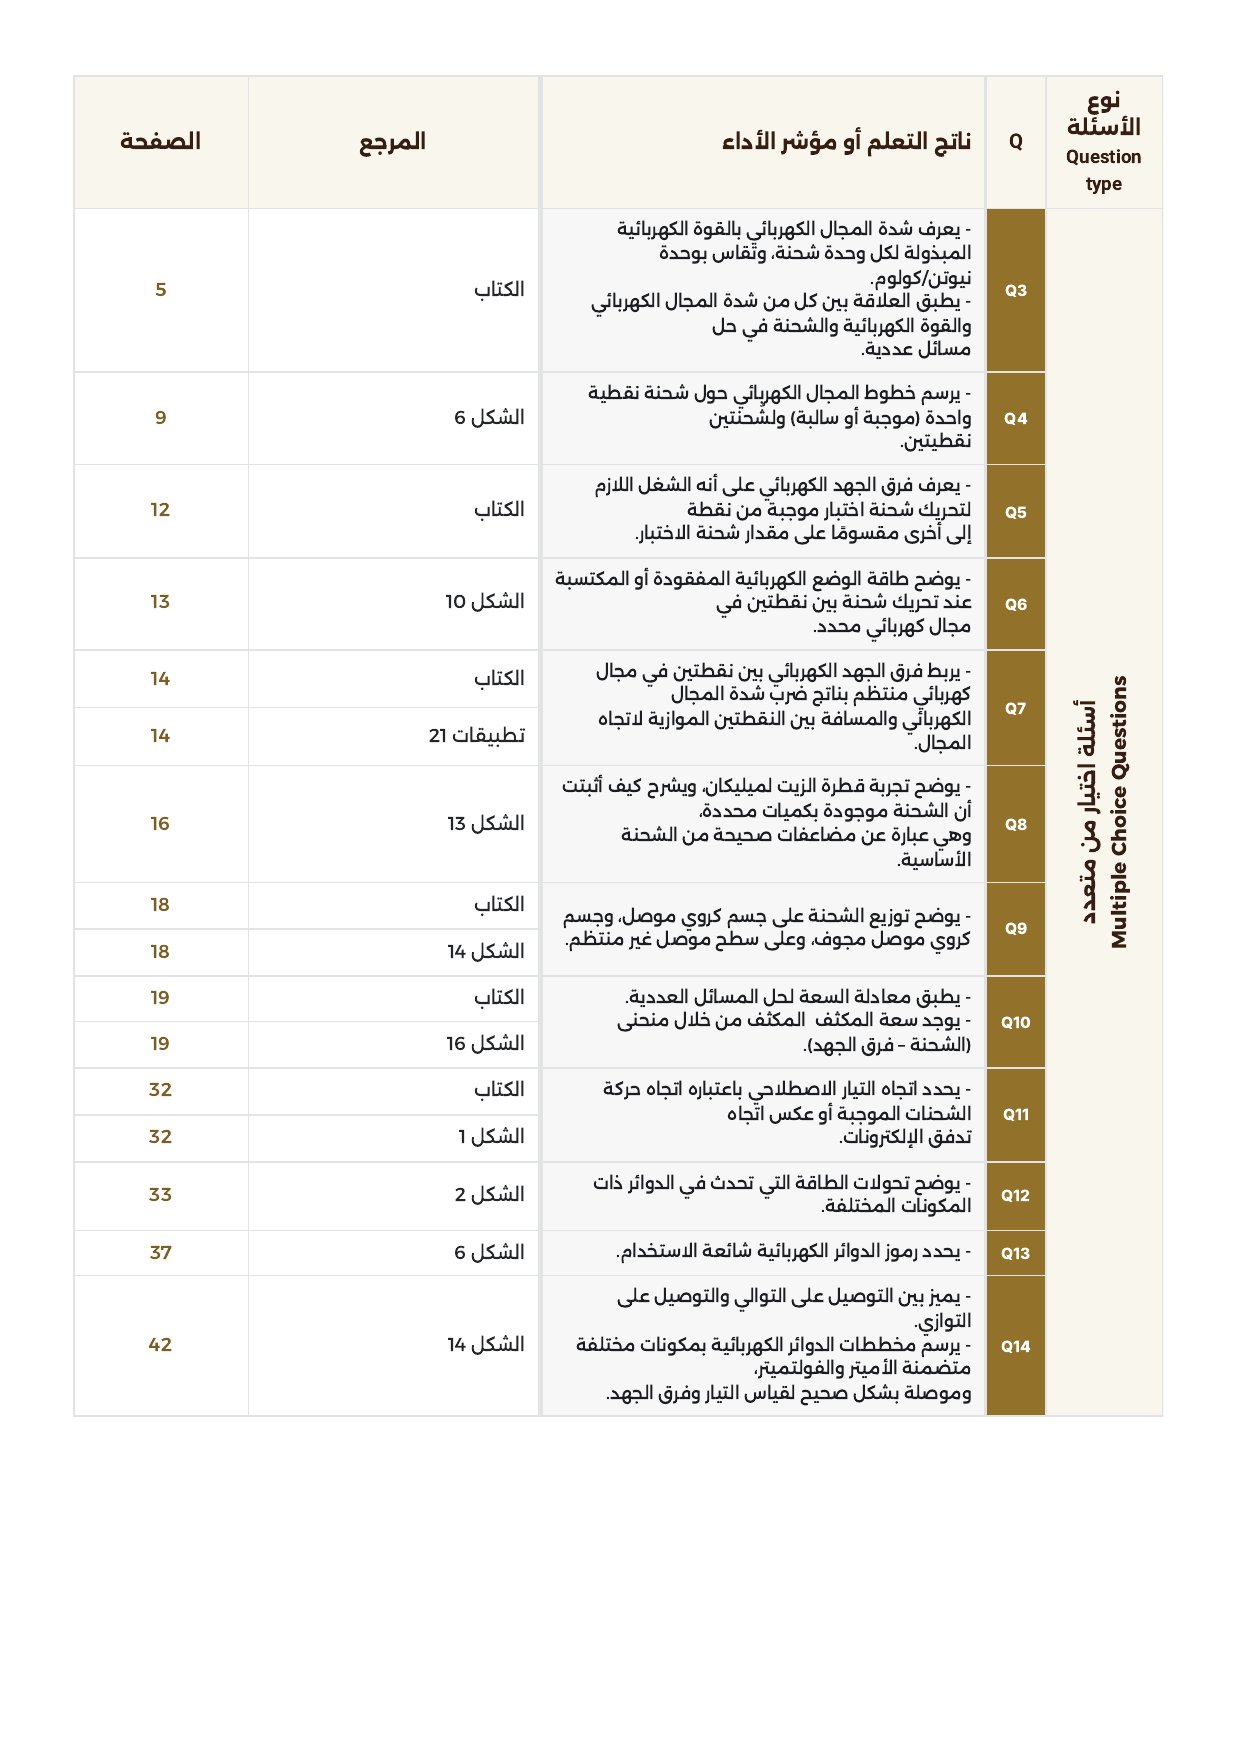 نوع
الأسئلة
Question
type
Q
ناتج التعلم أو مؤشر الأداء
المرجع
الصفحة
أسئلة اختيار من متعدد
Multiple Choice Questions
Q3
- يعرف شدة المجال الكهربائي بالقوة الكهربائية
المبذولة لكل وحدة شحنة، وتقاس بوحدة
نيوتن/كولوم.
- يطبق العلاقة بين كل من شدة المجال الكهربائي
والقوة الكهربائية والشحنة في حل
مسائل عددية.
الكتاب
5
Q4
- يرسم خطوط المجال الكهربائي حول شحنة نقطية
واحدة (موجبة أو سالبة) ولشُحنتين
نقطيتين.
الشكل 6
9
Q5
- يعرف فرق الجهد الكهربائي على أنه الشغل اللازم
لتحريك شحنة اختبار موجبة من نقطة
إلى أخرى مقسومًا على مقدار شحنة الاختبار.
الكتاب
12
Q6
- يوضح طاقة الوضع الكهربائية المفقودة أو المكتسبة
عند تحريك شحنة بين نقطتين في
مجال كهربائي محدد.
الشكل 10
13
Q7
- يربط فرق الجهد الكهربائي بين نقطتين في مجال
كهربائي منتظم بناتج ضرب شدة المجال
الكهربائي والمسافة بين النقطتين الموازية لاتجاه
المجال.
الكتاب
14
تطبيقات 21
14
Q8
- يوضح تجربة قطرة الزيت لميليكان، ويشرح كيف أثبتت
أن الشحنة موجودة بكميات محددة،
وهي عبارة عن مضاعفات صحيحة من الشحنة
الأساسية.
الشكل 13
16
Q9
- يوضح توزيع الشحنة على جسم كروي موصل، وجسم
كروي موصل مجوف، وعلى سطح موصل غير منتظم.
الكتاب
18
الشكل 14
18
Q10
- يطبق معادلة السعة لحل المسائل العددية.
- يوجد سعة المكثف المكثف من خلال منحنى
(الشحنة – فرق الجهد).
الكتاب
19
الشكل 16
19
Q11
- يحدد اتجاه التيار الاصطلاحي باعتباره اتجاه حركة
الشحنات الموجبة أو عكس اتجاه
تدفق الإلكترونات.
الكتاب
32
الشكل 1
32
Q12
- يوضح تحولات الطاقة التي تحدث في الدوائر ذات
المكونات المختلفة.
الشكل 2
33
Q13
- يحدد رموز الدوائر الكهربائية شائعة الاستخدام.
الشكل 6
37
Q14
- يميز بين التوصيل على التوالي والتوصيل على
التوازي.
- يرسم مخططات الدوائر الكهربائية بمكونات مختلفة
متضمنة الأميتر والفولتميتر،
وموصلة بشكل صحيح لقياس التيار وفرق الجهد.
الشكل 14
42